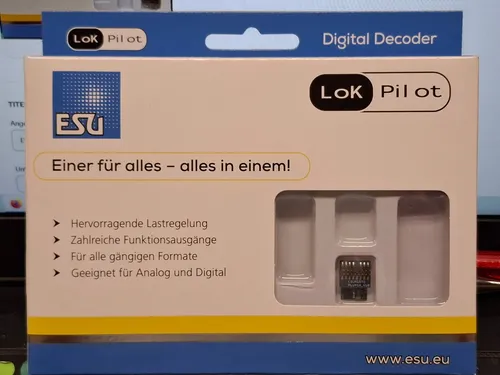 LoK Pilot
Digital Decoder
LoK Pilot
ESU
Einer für alles – alles in einem!
Hervorragende Lastregelung
Zahlreiche Funktionsausgänge
Für alle gängigen Formate
Geeignet für Analog und Digital
www.esu.eu